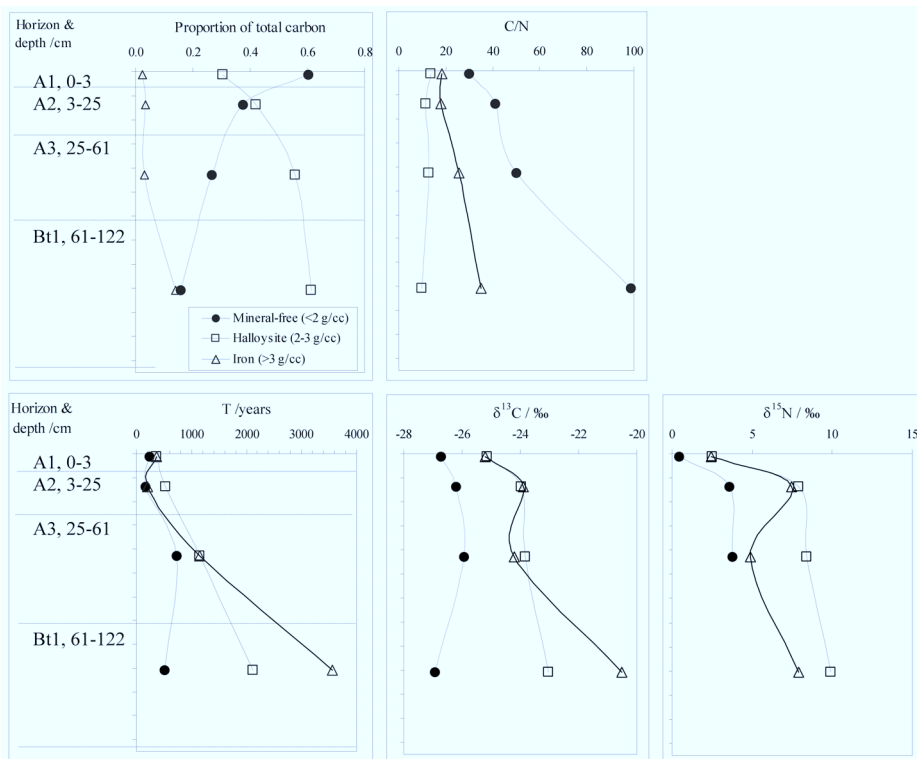 Horizon &
depth /cm
Proportion of total carbon
0.0 0.2 0.4 0.6 0.8
A1, 0-3
A2, 3-25
A3, 25-61
Bt1, 61-122
Mineral-free (<2 g/cc)
Halloysite (2-3 g/cc)
Iron (>3 g/cc)
C/N
0 20 40 60 80 100
Horizon &
depth /cm
T /years
0 1000 2000 3000 4000
A1, 0-3
A2, 3-25
A3, 25-61
Bt1, 61-122
δ¹³C / ‰
-28 -26 -24 -22 -20
δ¹⁵N / ‰
0 5 10 15